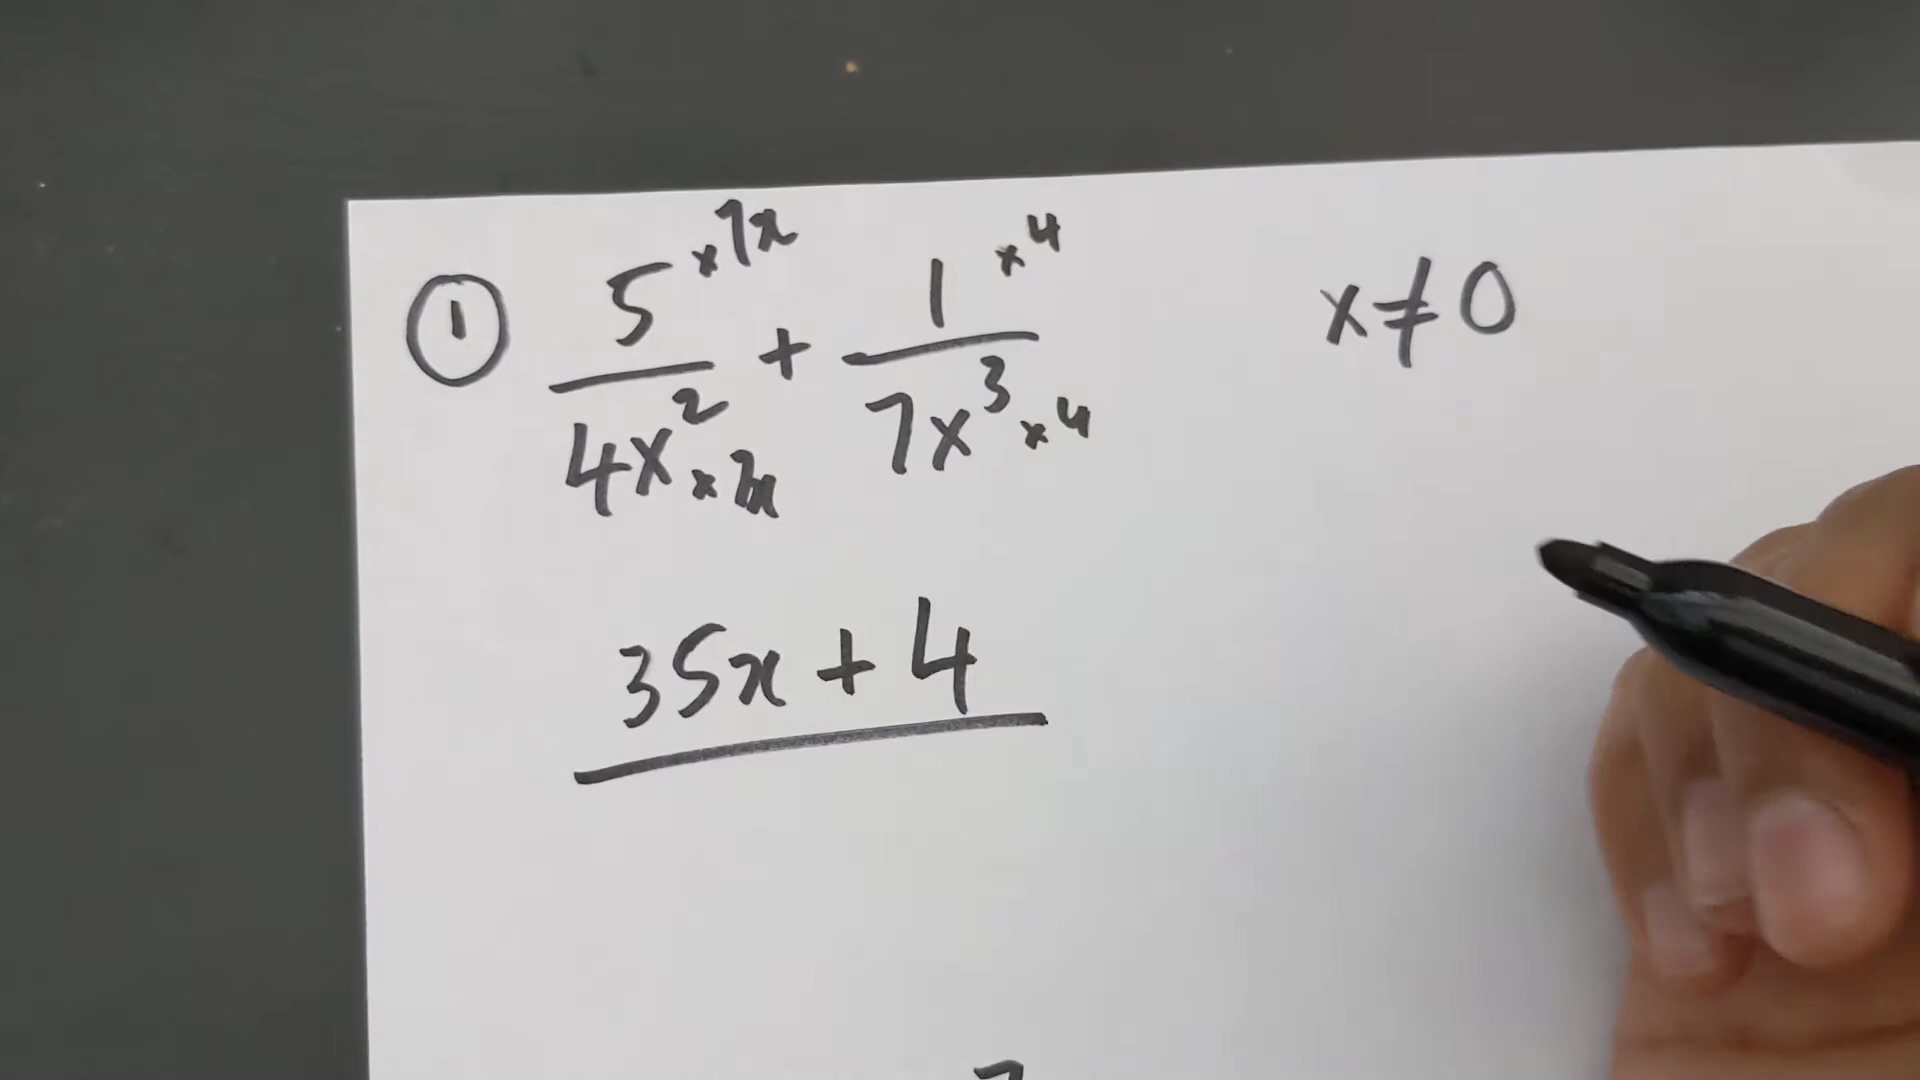 ① 5 ×7x / 4x² ×7x + 1 ×4 / 7x³ ×4    x ≠ 0
35x + 4